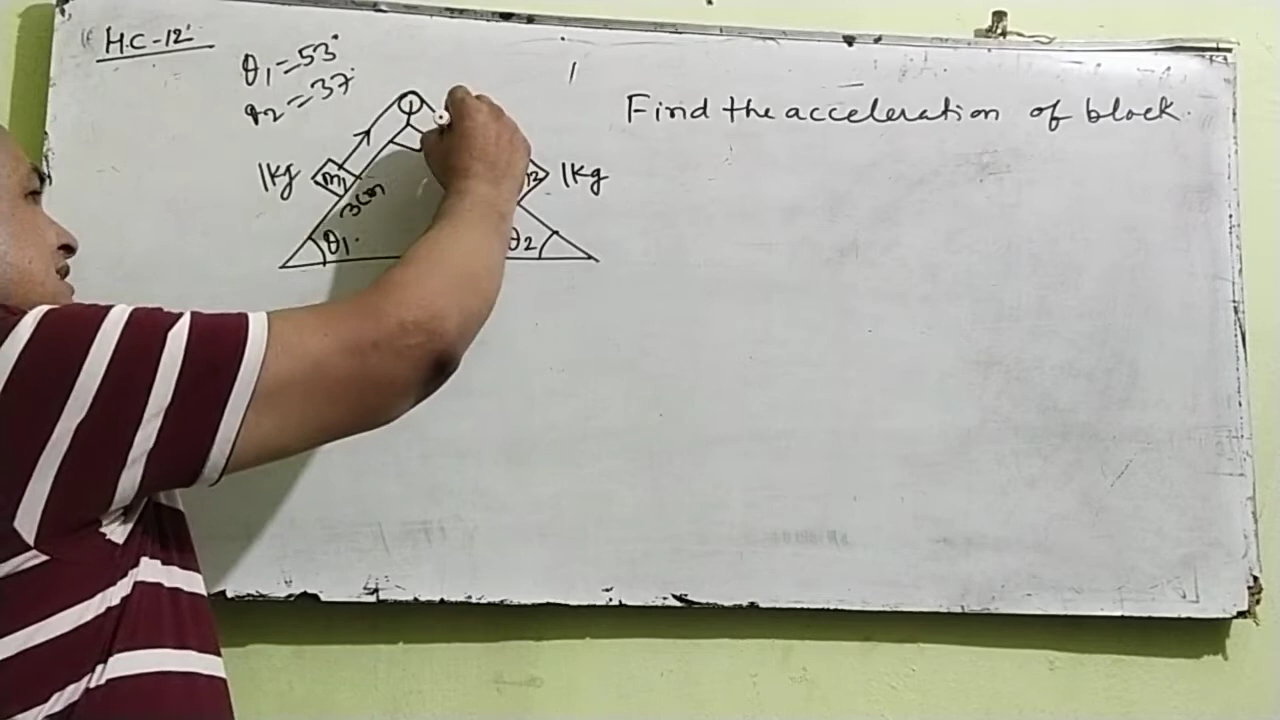 H.C-12
θ1=53°
θ2=37°
Find the acceleration of block.
1kg m1 1kg
3cm
θ1 θ2